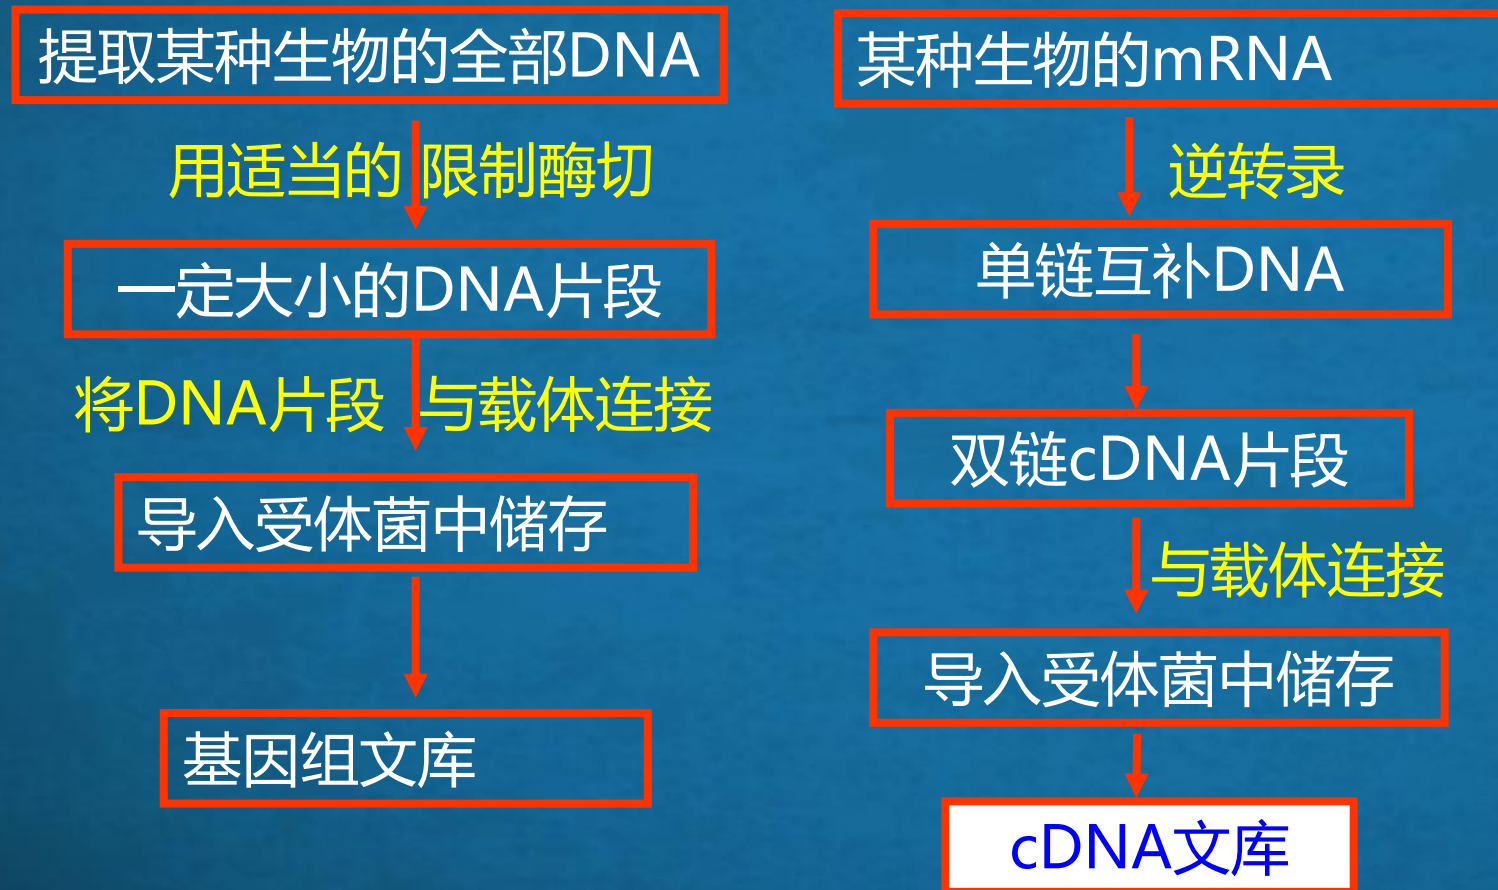 提取某种生物的全部DNA
用适当的 限制酶切
一定大小的DNA片段
将DNA片段 与载体连接
导入受体菌中储存
基因组文库
某种生物的mRNA
逆转录
单链互补DNA
双链cDNA片段
与载体连接
导入受体菌中储存
cDNA文库